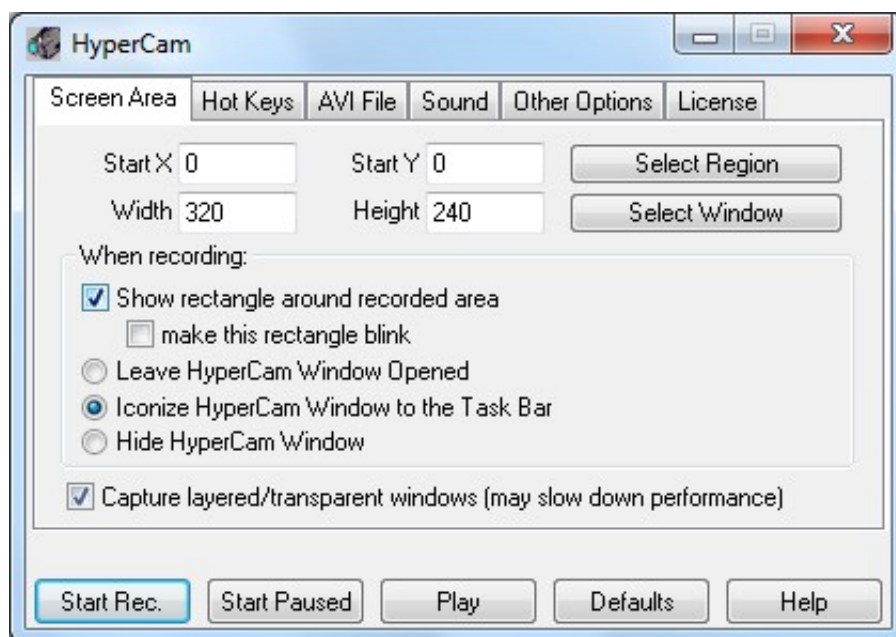 HyperCam
Screen Area Hot Keys AVI File Sound Other Options License
Start X 0 Start Y 0 Select Region
Width 320 Height 240 Select Window
When recording:
Show rectangle around recorded area
make this rectangle blink
Leave HyperCam Window Opened
Iconize HyperCam Window to the Task Bar
Hide HyperCam Window
Capture layered/transparent windows (may slow down performance)
Start Rec. Start Paused Play Defaults Help